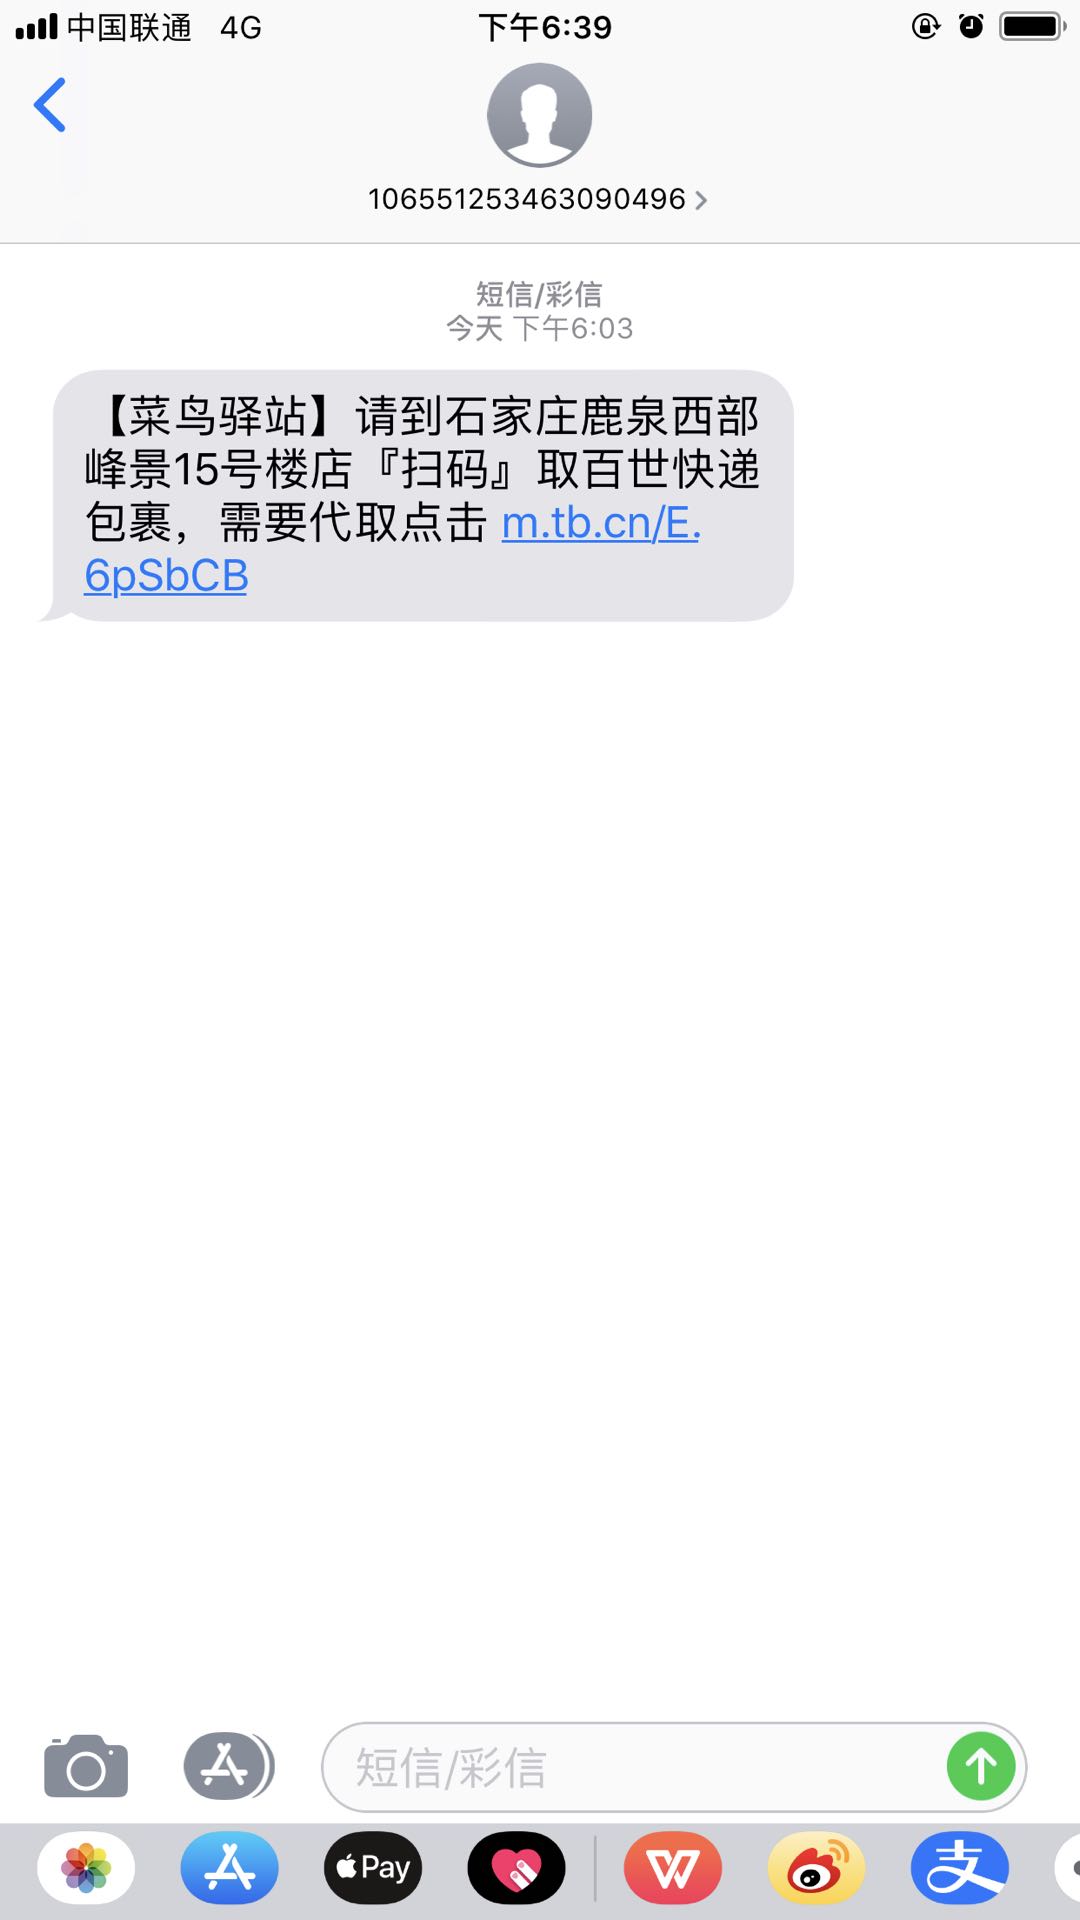 中国联通 4G 下午6:39
106551253463090496
短信/彩信
今天 下午6:03
【菜鸟驿站】请到石家庄鹿泉西部
峰景15号楼店『扫码』取百世快递
包裹，需要代取点击 m.tb.cn/E.
6pSbCB
短信/彩信
Pay
支